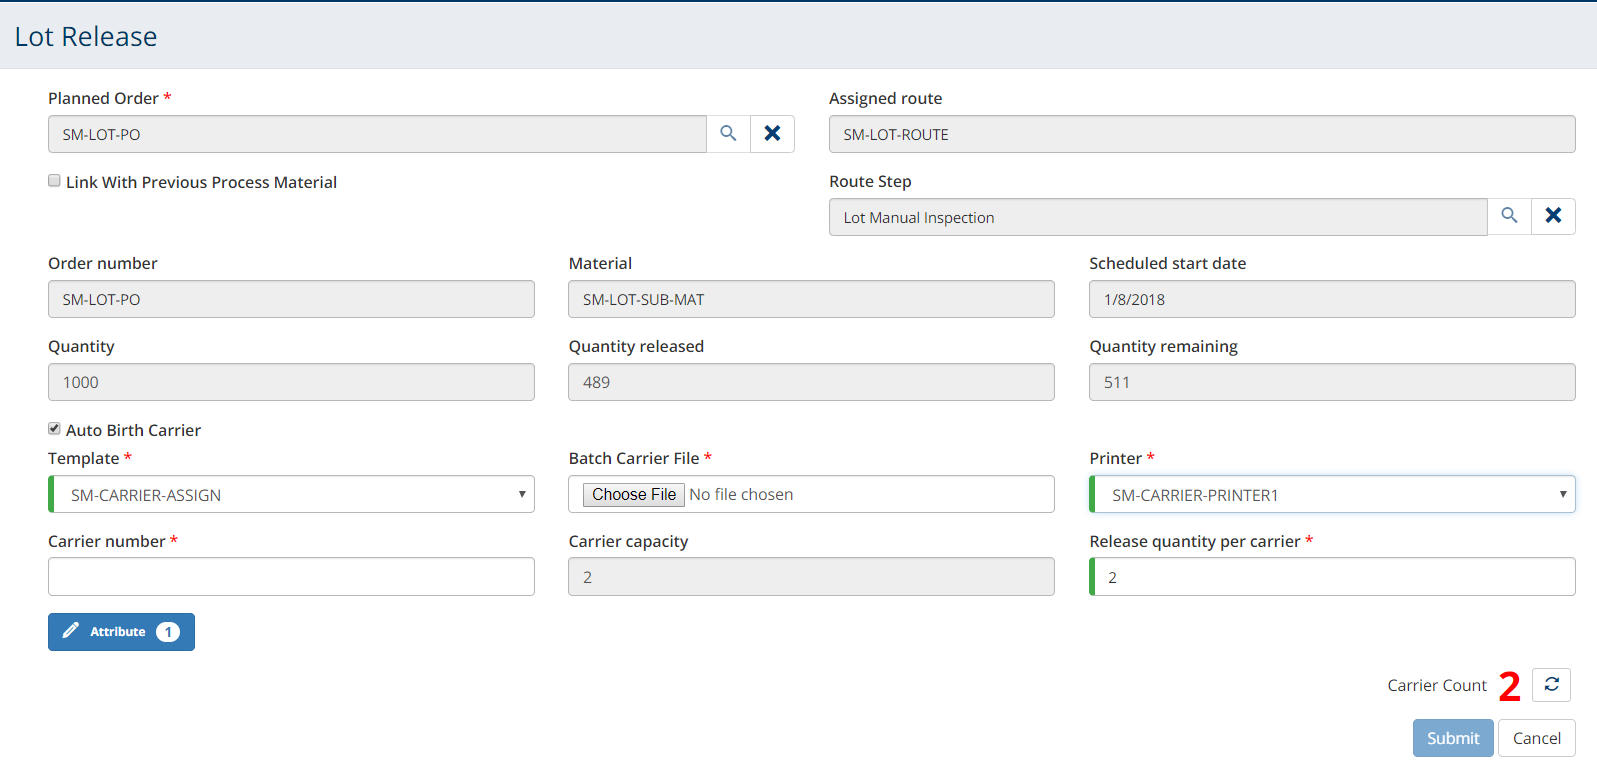 Lot Release
Planned Order *
Assigned route
SM-LOT-PO
SM-LOT-ROUTE
Link With Previous Process Material
Route Step
Lot Manual Inspection
Order number
Material
Scheduled start date
SM-LOT-PO
SM-LOT-SUB-MAT
1/8/2018
Quantity
Quantity released
Quantity remaining
1000
489
511
Auto Birth Carrier
Template *
Batch Carrier File *
Printer *
SM-CARRIER-ASSIGN
Choose File No file chosen
SM-CARRIER-PRINTER1
Carrier number *
Carrier capacity
Release quantity per carrier *
2
2
Attribute 1
Carrier Count 2
Submit
Cancel